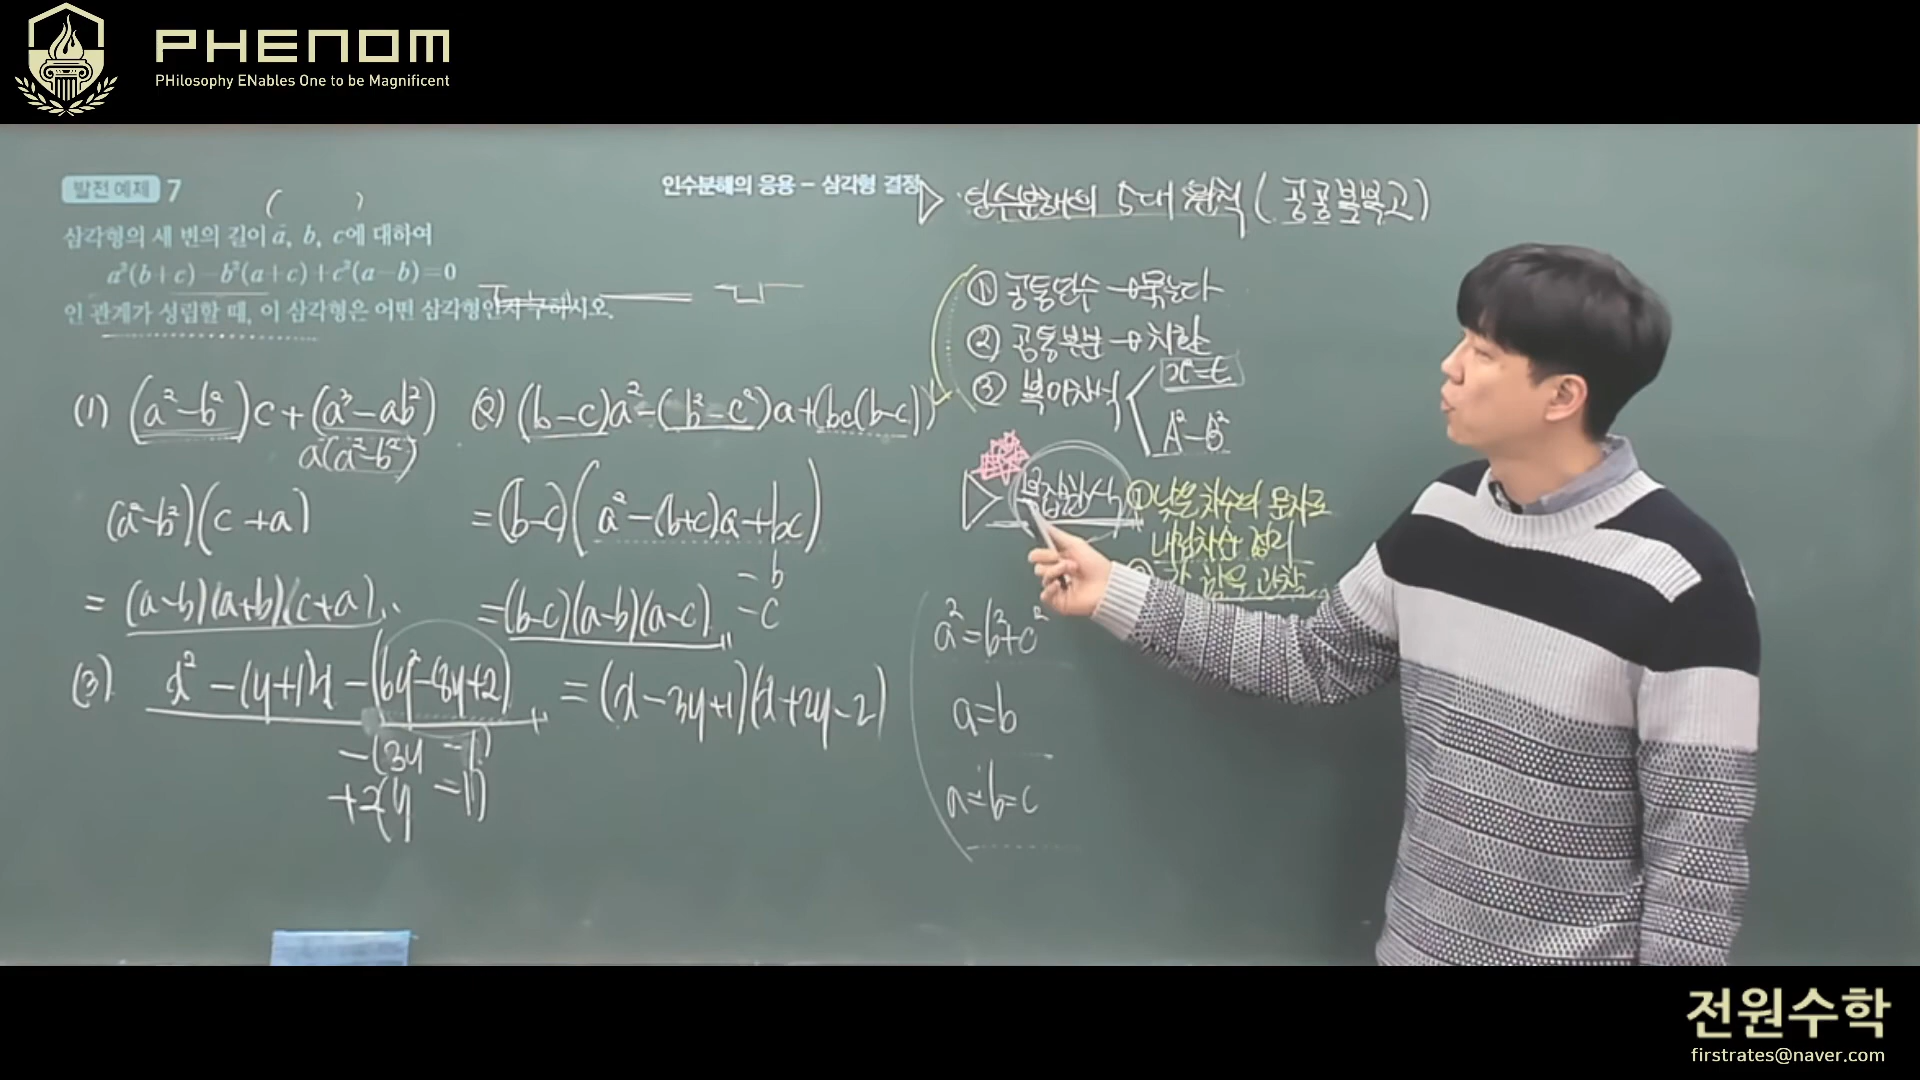 PHENOM
PHilosophy ENables One to be Magnificent
발전 예제 7
인수분해의 응용 - 삼각형 결정
삼각형의 세 변의 길이 a, b, c에 대하여
a²(b+c)-b²(a+c)+c²(a-b)=0
인 관계가 성립할 때, 이 삼각형은 어떤 삼각형인지 구하시오.
(1) (a²-b²)c+(a³-ab²)
a(a²-b²)
(a²-b²)(c+a)
=(a-b)(a+b)(c+a)
(2) (b-c)a²-(b²-c²)a+(bc(b-c))
=(b-c)(a²-(b+c)a+bc)
-b
-c
=(b-c)(a-b)(a-c)
(3) x²-(y+1)x-(6y²-8y+2) =(x-3y+1)(x+2y-2)
-(3y -1)
+2(y -1)
▷ 인수분해의 5대 원칙 (공공복복고)
① 공통인수 → 묶는다
② 공통부분 → 치환
③ 복이차식
x²=t
A²-B²
▷ 복잡한 식
① 낮은 차수의 문자로
내림차순 정리
a²=b²+c²
a=b
a=b=c
전원수학
firstrates@naver.com